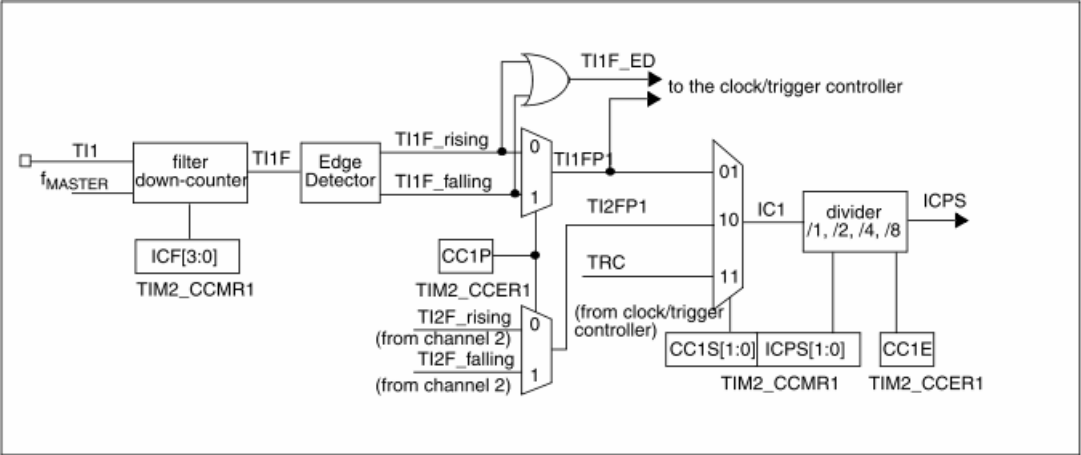 TI1F_ED
to the clock/trigger controller
TI1
fMASTER
filter
down-counter
TI1F
Edge
Detector
TI1F_rising
TI1F_falling
0
1
TI1FP1
01
10
11
TI2FP1
TRC
IC1
divider
/1, /2, /4, /8
ICPS
ICF[3:0]
TIM2_CCMR1
CC1P
TIM2_CCER1
TI2F_rising
(from channel 2)
TI2F_falling
(from channel 2)
0
1
(from clock/trigger
controller)
CC1S[1:0]
ICPS[1:0]
TIM2_CCMR1
CC1E
TIM2_CCER1